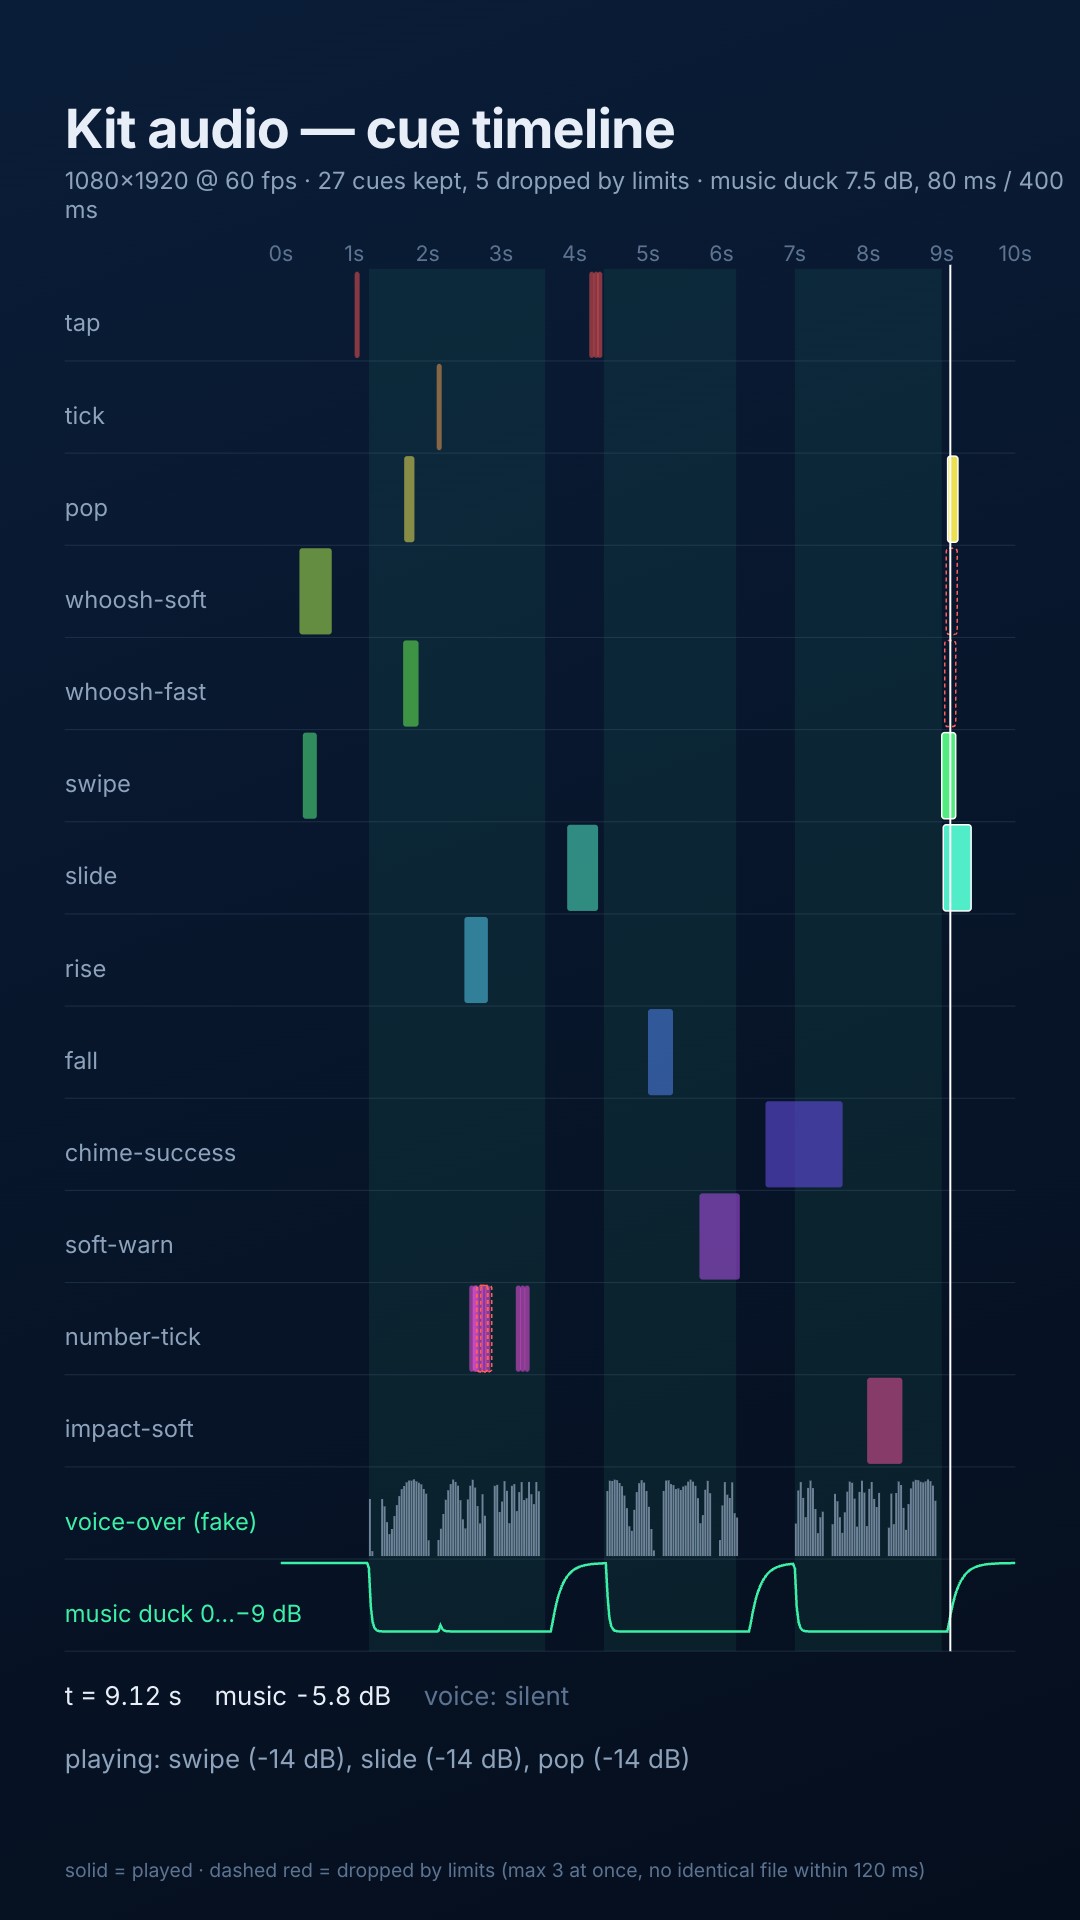 Kit audio — cue timeline
1080×1920 @ 60 fps · 27 cues kept, 5 dropped by limits · music duck 7.5 dB, 80 ms / 400
ms
0s 1s 2s 3s 4s 5s 6s 7s 8s 9s 10s
tap
tick
pop
whoosh-soft
whoosh-fast
swipe
slide
rise
fall
chime-success
soft-warn
number-tick
impact-soft
voice-over (fake)
music duck 0…−9 dB
t = 9.12 s music -5.8 dB voice: silent
playing: swipe (-14 dB), slide (-14 dB), pop (-14 dB)
solid = played · dashed red = dropped by limits (max 3 at once, no identical file within 120 ms)